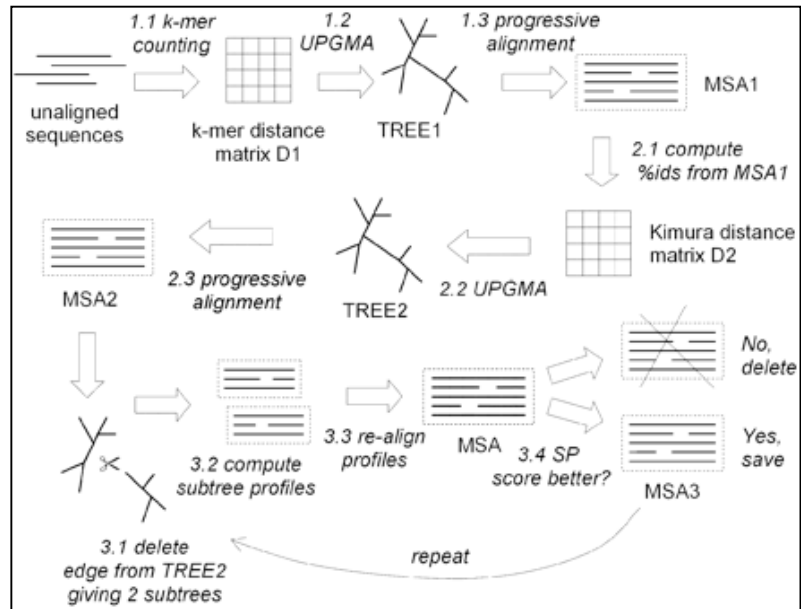 1.1 k-mer
counting
1.2
UPGMA
1.3 progressive
alignment
unaligned
sequences
k-mer distance
matrix D1
TREE1
MSA1
2.1 compute
%ids from MSA1
Kimura distance
matrix D2
2.2 UPGMA
TREE2
2.3 progressive
alignment
MSA2
3.1 delete
edge from TREE2
giving 2 subtrees
3.2 compute
subtree profiles
3.3 re-align
profiles
MSA
3.4 SP
score better?
No,
delete
Yes,
save
MSA3
repeat